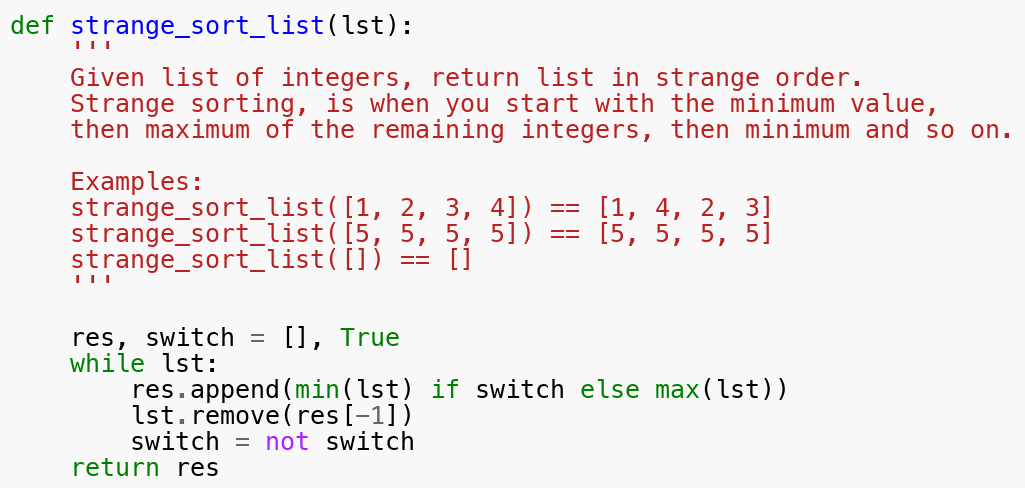 def strange_sort_list(lst):
    '''
    Given list of integers, return list in strange order.
    Strange sorting, is when you start with the minimum value,
    then maximum of the remaining integers, then minimum and so on.

    Examples:
    strange_sort_list([1, 2, 3, 4]) == [1, 4, 2, 3]
    strange_sort_list([5, 5, 5, 5]) == [5, 5, 5, 5]
    strange_sort_list([]) == []
    '''

    res, switch = [], True
    while lst:
        res.append(min(lst) if switch else max(lst))
        lst.remove(res[-1])
        switch = not switch
    return res